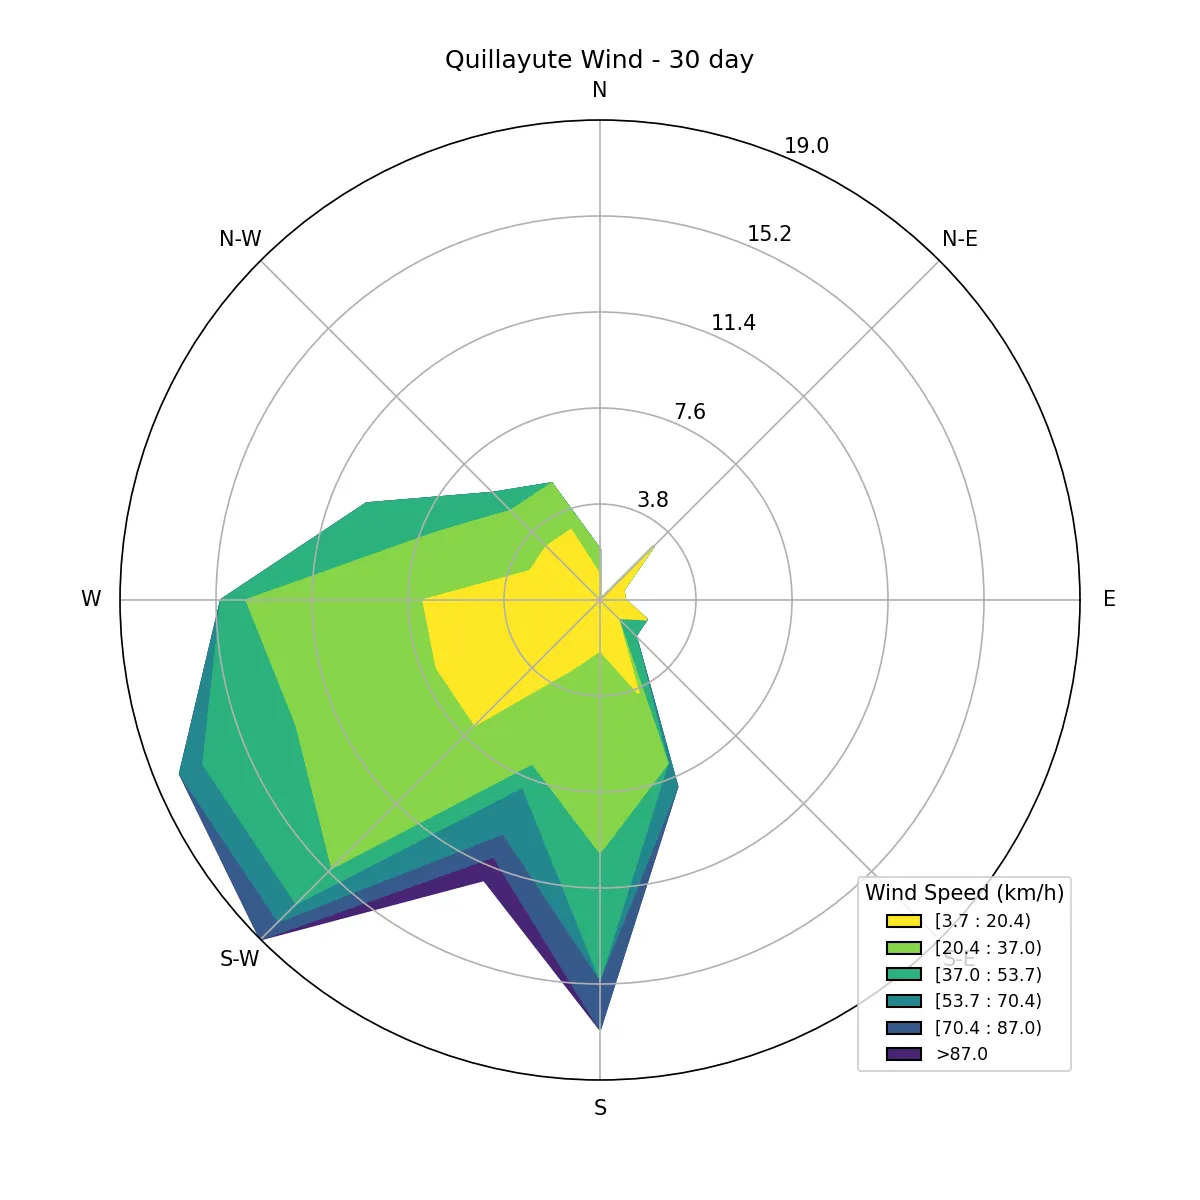 Quillayute Wind - 30 day
N
19.0
15.2
N-W
N-E
11.4
7.6
3.8
W
E
Wind Speed (km/h)
[3.7 : 20.4)
[20.4 : 37.0)
S-W
S-E
[37.0 : 53.7)
[53.7 : 70.4)
[70.4 : 87.0)
>87.0
S